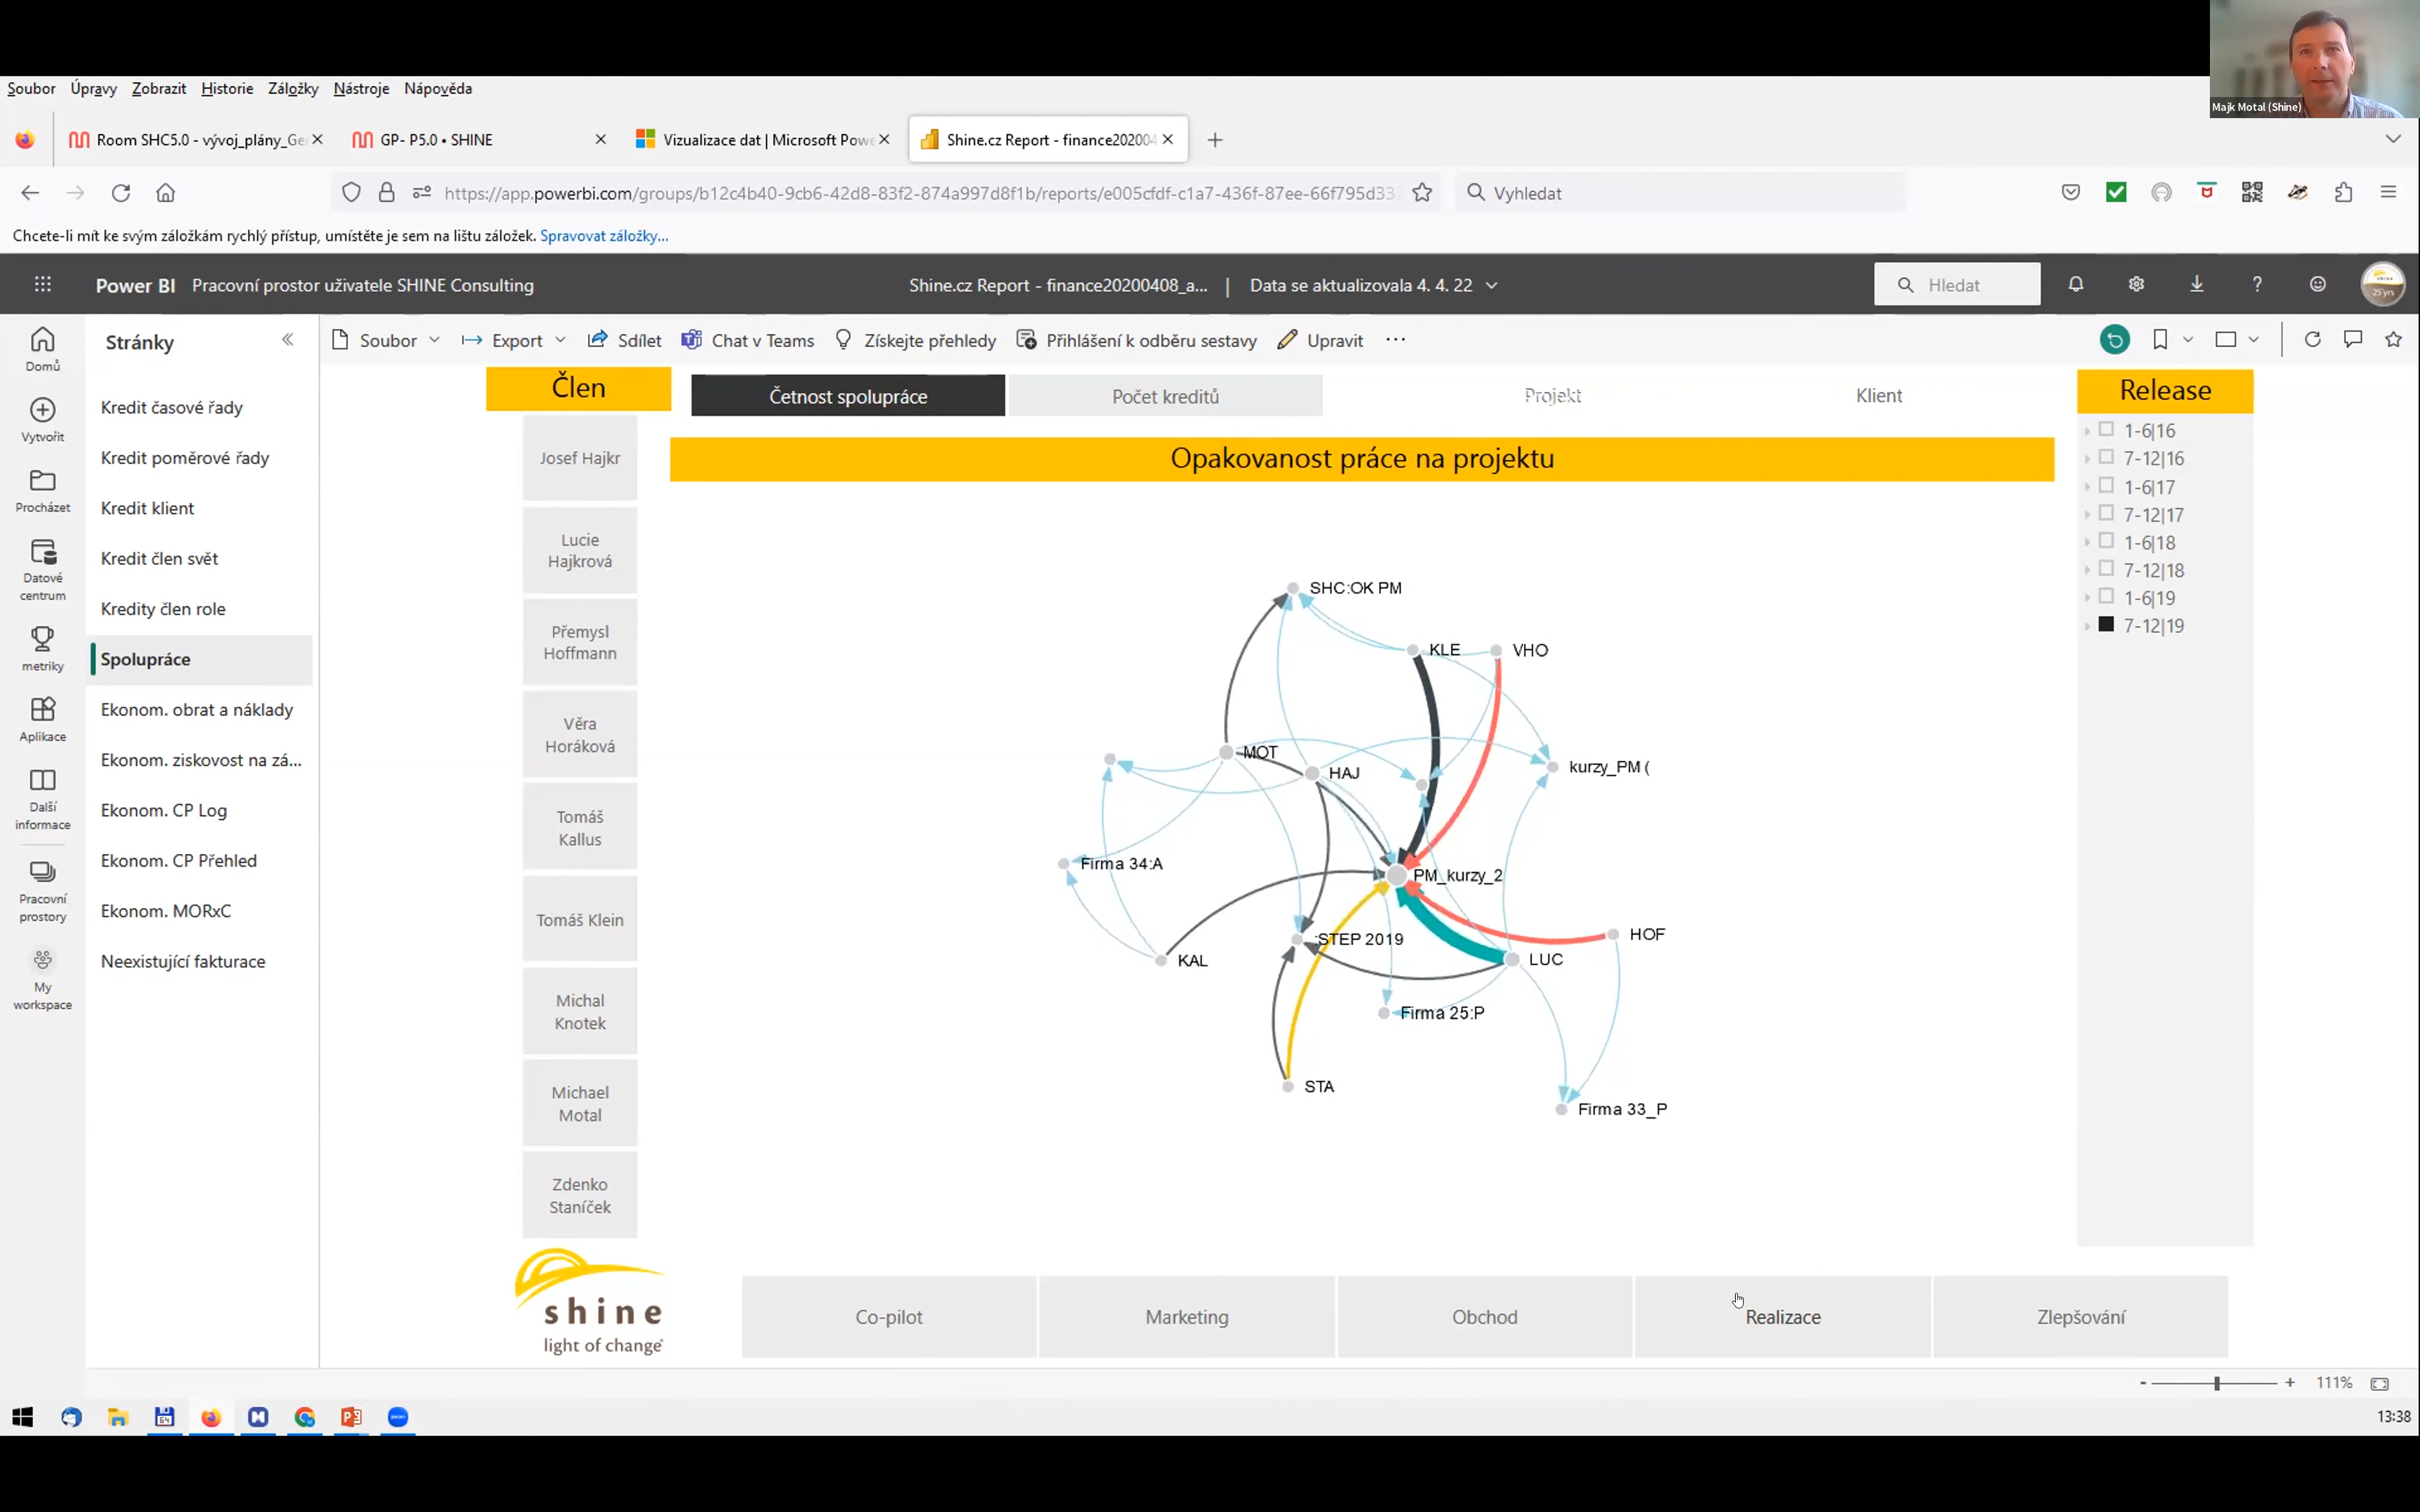 Majk Motal (Shine)
Soubor Úpravy Zobrazit Historie Záložky Nástroje Nápověda
Room SHC5.0 - vývoj_plány_Ge
GP- P5.0 • SHINE
Vizualizace dat | Microsoft Powe
Shine.cz Report - finance202004
https://app.powerbi.com/groups/b12c4b40-9cb6-42d8-83f2-874a997d8f1b/reports/e005cfdf-c1a7-436f-87ee-66f795d33
Vyhledat
Chcete-li mít ke svým záložkám rychlý přístup, umístěte je sem na lištu záložek. Spravovat záložky...
Power BI Pracovní prostor uživatele SHINE Consulting
Shine.cz Report - finance20200408_a... | Data se aktualizovala 4. 4. 22
Hledat
Soubor Export Sdílet Chat v Teams Získejte přehledy Přihlášení k odběru sestavy Upravit ...
Domů
Vytvořit
Procházet
Datové
centrum
metriky
Aplikace
Další
informace
Pracovní
prostory
My
workspace
Stránky
Kredit časové řady
Kredit poměrové řady
Kredit klient
Kredit člen svět
Kredity člen role
Spolupráce
Ekonom. obrat a náklady
Ekonom. ziskovost na zá...
Ekonom. CP Log
Ekonom. CP Přehled
Ekonom. MORxC
Neexistující fakturace
Člen
Josef Hajkr
Lucie
Hajkrová
Přemysl
Hoffmann
Věra
Horáková
Tomáš
Kallus
Tomáš Klein
Michal
Knotek
Michael
Motal
Zdenko
Staníček
Četnost spolupráce
Počet kreditů
Projekt
Klient
Opakovanost práce na projektu
SHC:OK PM
KLE
VHO
MOT
HAJ
kurzy_PM (
Firma 34:A
PM_kurzy_2
:STEP 2019
HOF
KAL
LUC
Firma 25:P
STA
Firma 33_P
Release
1-6|16
7-12|16
1-6|17
7-12|17
1-6|18
7-12|18
1-6|19
7-12|19
shine
light of change
Co-pilot
Marketing
Obchod
Realizace
Zlepšování
- + 111%
13:38